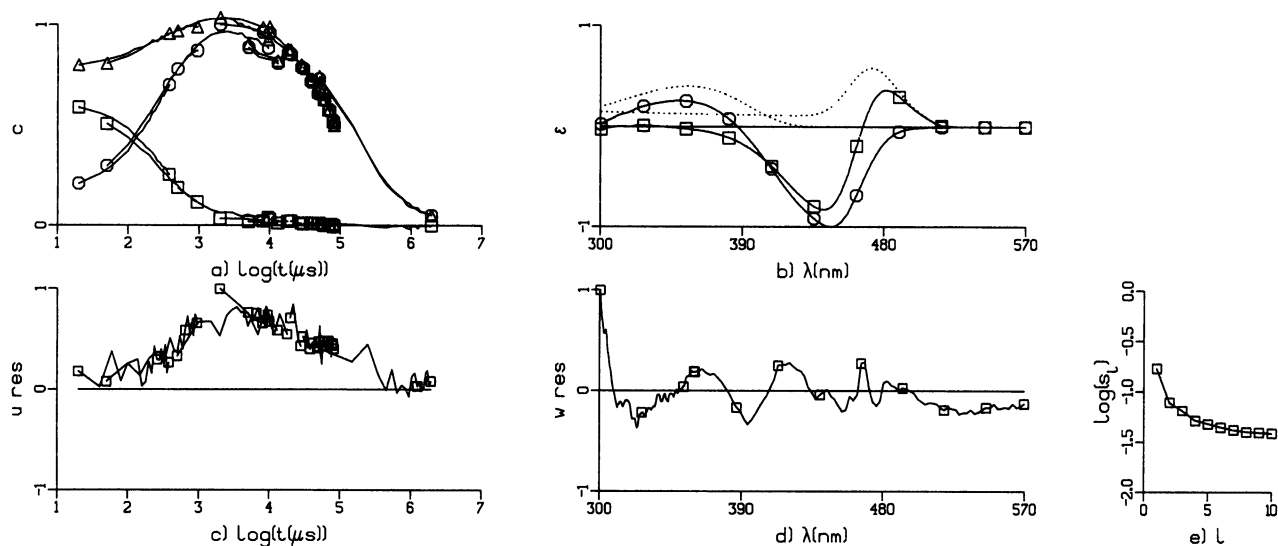 1
c
0
1 2 3 4 5 6 7
a) log(t(μs))
1
ε
-1
300 390 480 570
b) λ(nm)
1
u res
0
-1
1 2 3 4 5 6 7
c) log(t(μs))
1
w res
0
-1
300 390 480 570
d) λ(nm)
0.0
-0.5
-1.0
-1.5
-2.0
log(s_l)
0 5 10
e) l